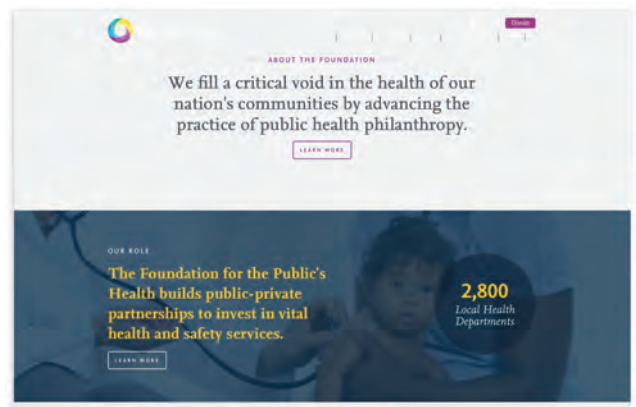 Donate
ABOUT THE FOUNDATION
We fill a critical void in the health of our
nation's communities by advancing the
practice of public health philanthropy.
LEARN MORE
OUR ROLE
The Foundation for the Public's
Health builds public-private
partnerships to invest in vital
health and safety services.
LEARN MORE
2,800
Local Health
Departments